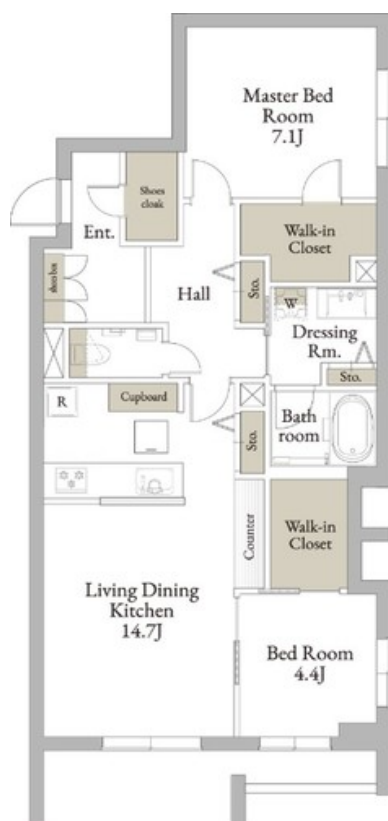 Master Bed
Room
7.1J
Shoes
cloak
Ent.
Walk-in
Closet
shoes box
Hall
Sto.
W
Dressing
Rm.
Sto.
R
Cupboard
Sto.
Bath
room
Counter
Walk-in
Closet
Living Dining
Kitchen
14.7J
Bed Room
4.4J